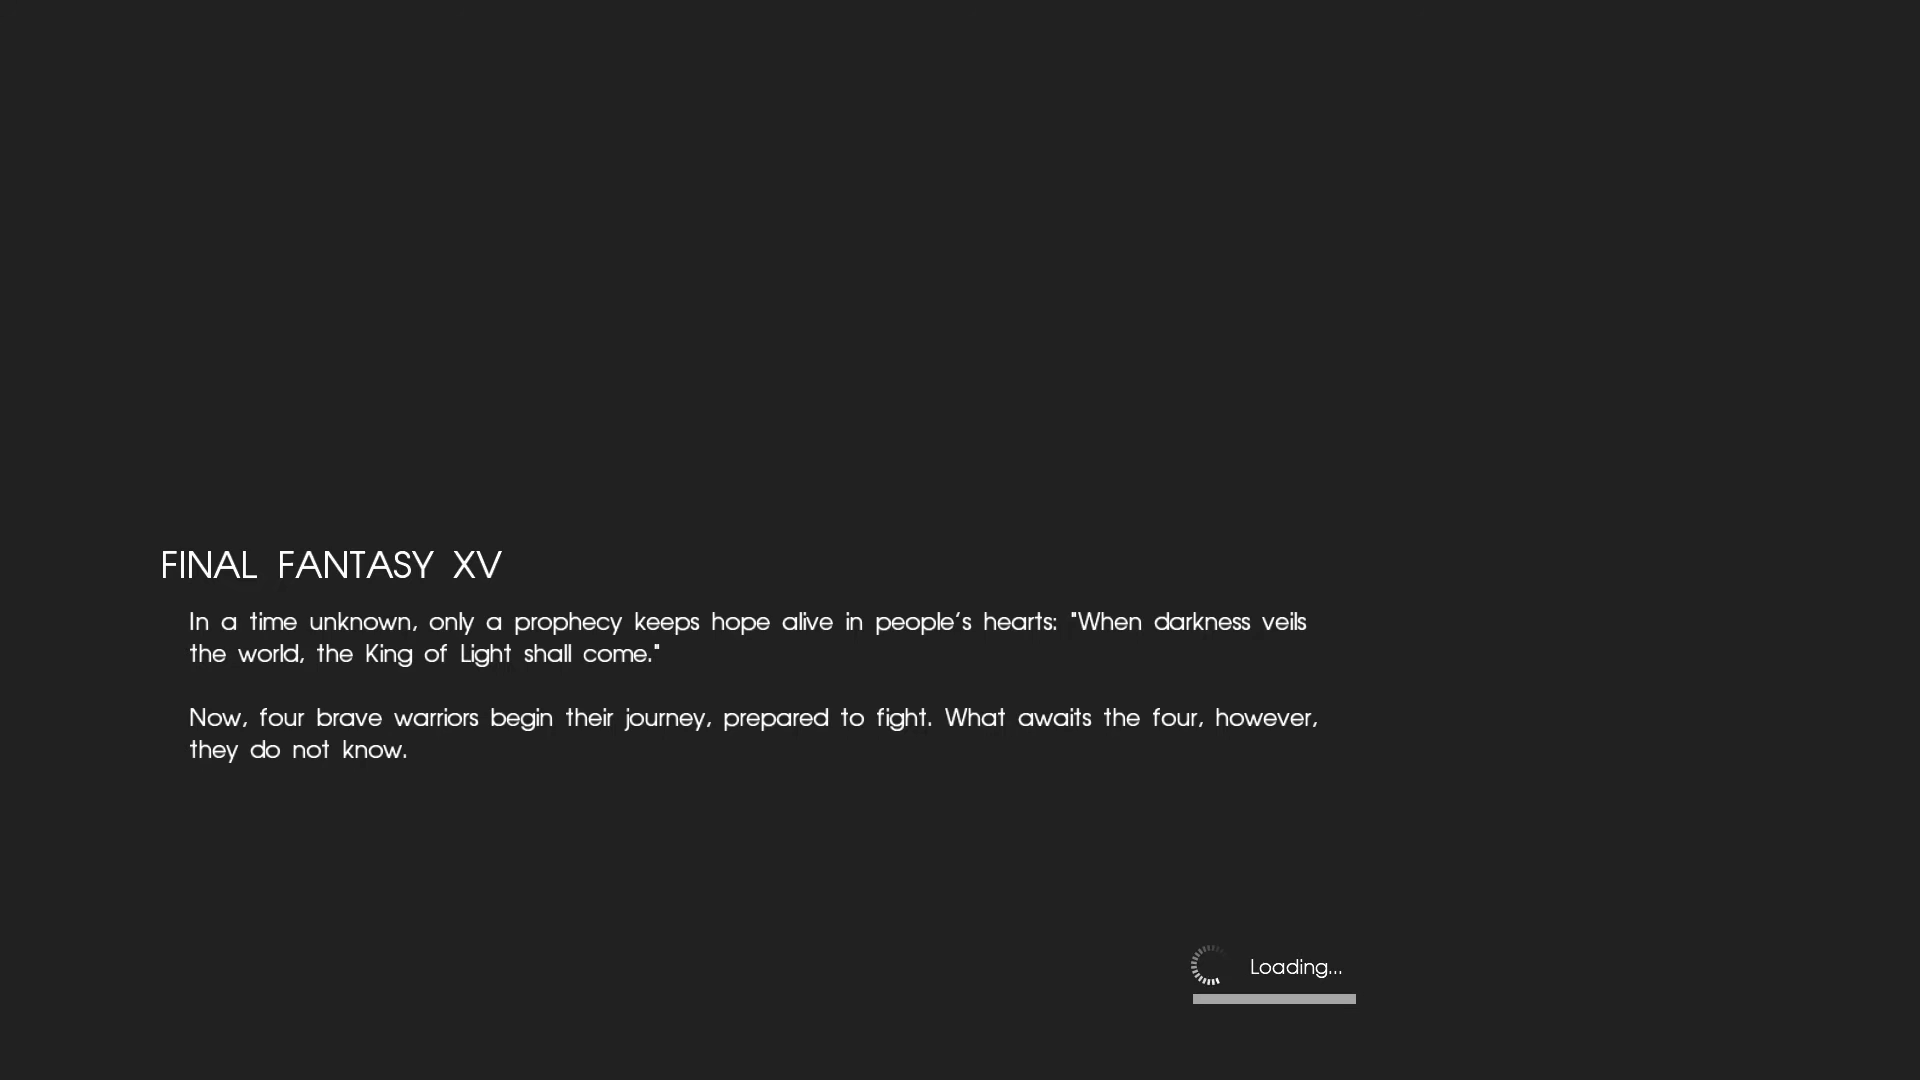 FINAL FANTASY XV
In a time unknown, only a prophecy keeps hope alive in people’s hearts: "When darkness veils
the world, the King of Light shall come."
Now, four brave warriors begin their journey, prepared to fight. What awaits the four, however,
they do not know.
Loading...